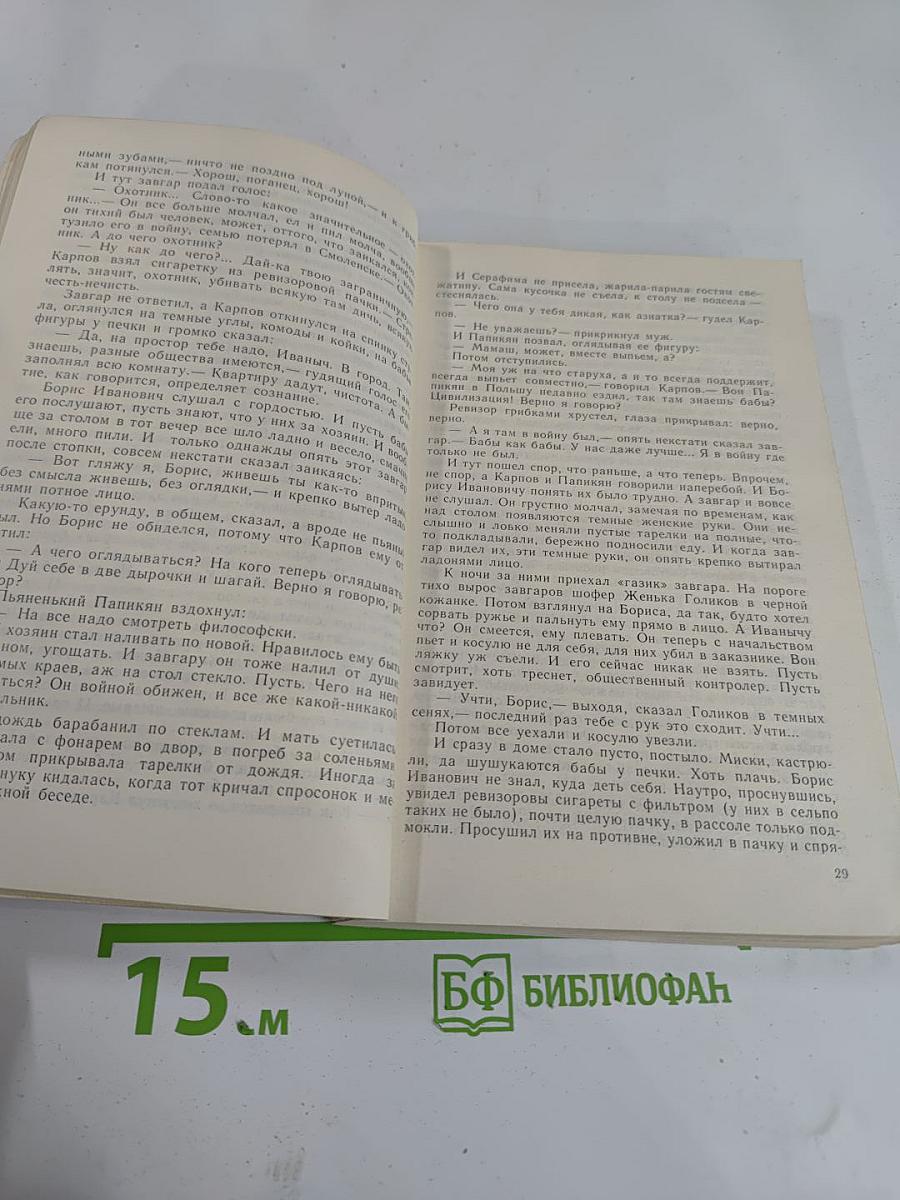 ными зубами,— ничто не поздно под луной,— и к
кам потянулся.— Хорош, поганец, хорош!
И тут завгар подал голос:
— Охотник... Слово-то какое значительное —
ник...— Он все больше молчал, ел и пил молча,
он тихий был человек, может, оттого, что заикался,
тузило его в войну, семью потерял в Смоленске.—
ник. А до чего охотник?
— Ну как до чего?... Дай-ка твою заграничную.—
Карпов взял сигаретку из ревизоровой пачки.—
лять, значит, охотник, убивать всякую там дичь,
честь-нечисть.
Завгар не ответил, а Карпов откинулся на спинку
ла, оглянулся на темные углы, комоды и койки, на
фигуры у печки и громко сказал:
— Да, на простор тебе надо, Иваныч. В город. Там
знаешь, разные общества имеются,— гудящий голос его
заполнял всю комнату.— Квартиру дадут, чистота. А
тие, как говорится, определяет сознание.
Борис Иванович слушал с гордостью. И пусть
его послушают, пусть знают, что у них за хозяин. И
ще за столом в тот вечер все шло ладно и весело,
ели, много пили. И только однажды опять этот завгар
после стопки, совсем некстати сказал заикаясь:
— Вот гляжу я, Борис, живешь ты как-то
без смысла живешь, без оглядки,— и крепко вытер
нями потное лицо.
Какую-то ерунду, в общем, сказал, а вроде не
ыл. Но Борис не обиделся, потому что Карпов ему
тил:
— А чего оглядываться? На кого теперь оглядывать
Дуй себе в две дырочки и шагай. Верно я говорю,
ор?
Пьяненький Папикян вздохнул:
— На все надо смотреть философски.
хозяин стал наливать по новой. Нравилось ему
ном, угощать. И завгару он тоже налил от души
мых краев, аж на стол стекло. Пусть. Чего на
ться? Он войной обижен, и все же какой-никакой
льник.
дождь барабанил по стеклам. И мать суетилась
ала с фонарем во двор, в погреб за соленьями
ом прикрывала тарелки от дождя. Иногда
нуку кидалась, когда тот кричал спросонок и ме
ной беседе.
И Серафима не присела, жарила-парила гостям све-
жатину. Сама кусочка не съела, к столу не подсела —
стеснялась.
— Чего она у тебя дикая, как азиатка?— гудел Кар-
пов.
— Не уважаешь?— прикрикнул муж.
И Папикян позвал, оглядывая ее фигуру:
— Мамаш, может, вместе выпьем, а?
Потом отступились.
— Моя уж на что старуха, а и то всегда поддержит,
всегда выпьет совместно,— говорил Карпов.— Вон Па-
пикян в Польшу недавно ездил, так там знаешь бабы?
Цивилизация! Верно я говорю?
Ревизор грибками хрустел, глаза прикрывал: верно,
верно.
— А я там в войну был,— опять некстати сказал зав-
гар.— Бабы как бабы. У нас даже лучше... Я в войну где
только не был.
И тут пошел спор, что раньше, а что теперь. Впрочем,
не спор, а Карпов и Папикян говорили наперебой. И Бо-
рису Ивановичу понять их было трудно. А завгар и вовсе
не слушал. Он грустно молчал, замечая по временам, как
над столом появляются темные женские руки. Они не-
слышно и ловко меняли пустые тарелки на полные, что-
то подкладывали, бережно подносили еду. И когда зав-
гар видел их, эти темные руки, он опять крепко вытирал
ладонями лицо.
К ночи за ними приехал «газик» завгара. На пороге
тихо вырос завгаров шофер Женька Голиков в черной
кожанке. Потом взглянул на Бориса, да так, будто хотел
сорвать ружье и пальнуть ему прямо в лицо. А Иванычу
что? Он смеется, ему плевать. Он теперь с начальством
пьет и косулю не для себя, для них убил в заказнике. Вон
ляжку уж съели. И его сейчас никак не взять. Пусть
смотрит, хоть треснет, общественный контролер. Пусть
завидует.
— Учти, Борис,— выходя, сказал Голиков в темных
сенях,— последний раз тебе с рук это сходит. Учти...
Потом все уехали и косулю увезли.
И сразу в доме стало пусто, постыло. Миски, кастрю-
ли, да шушукаются бабы у печки. Хоть плачь. Борис
Иванович не знал, куда деть себя. Наутро, проснувшись,
увидел ревизоровы сигареты с фильтром (у них в сельпо
таких не было), почти целую пачку, в рассоле только под-
мокли. Просушил их на противне, уложил в пачку и спря-
29
15 см
БФ БИБЛИОФАН